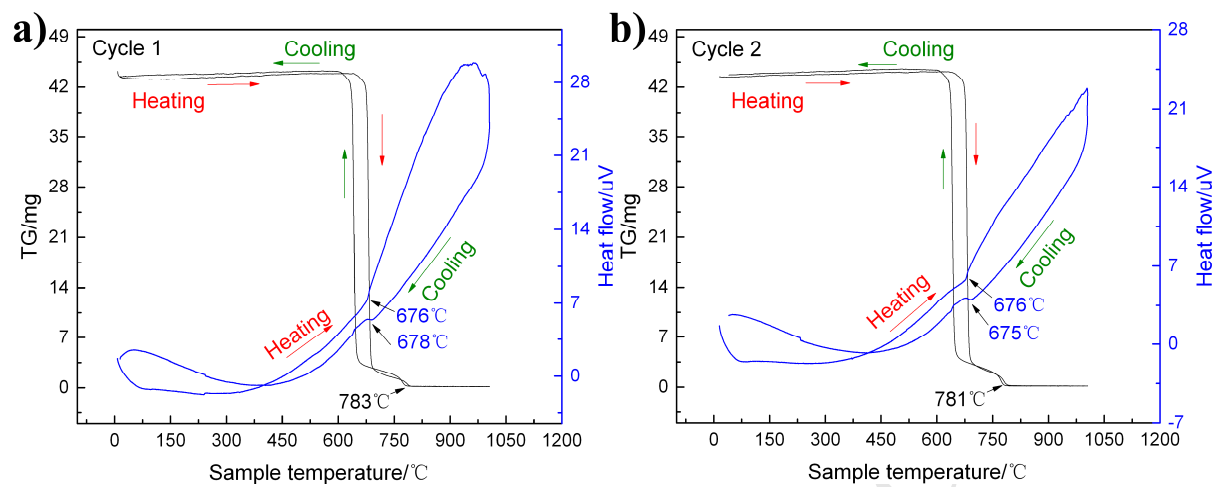 a)
Cycle 1
Cooling
Heating
Heating
Cooling
676℃
678℃
783℃
49
42
35
28
21
14
7
0
TG/mg
28
21
14
7
0
Heat flow/uV
0 150 300 450 600 750 900 1050 1200
Sample temperature/℃
b)
Cycle 2
Cooling
Heating
Heating
Cooling
676℃
675℃
781℃
49
42
35
28
21
14
7
0
TG/mg
28
21
14
7
0
-7
Heat flow/uV
0 150 300 450 600 750 900 1050 1200
Sample temperature/℃